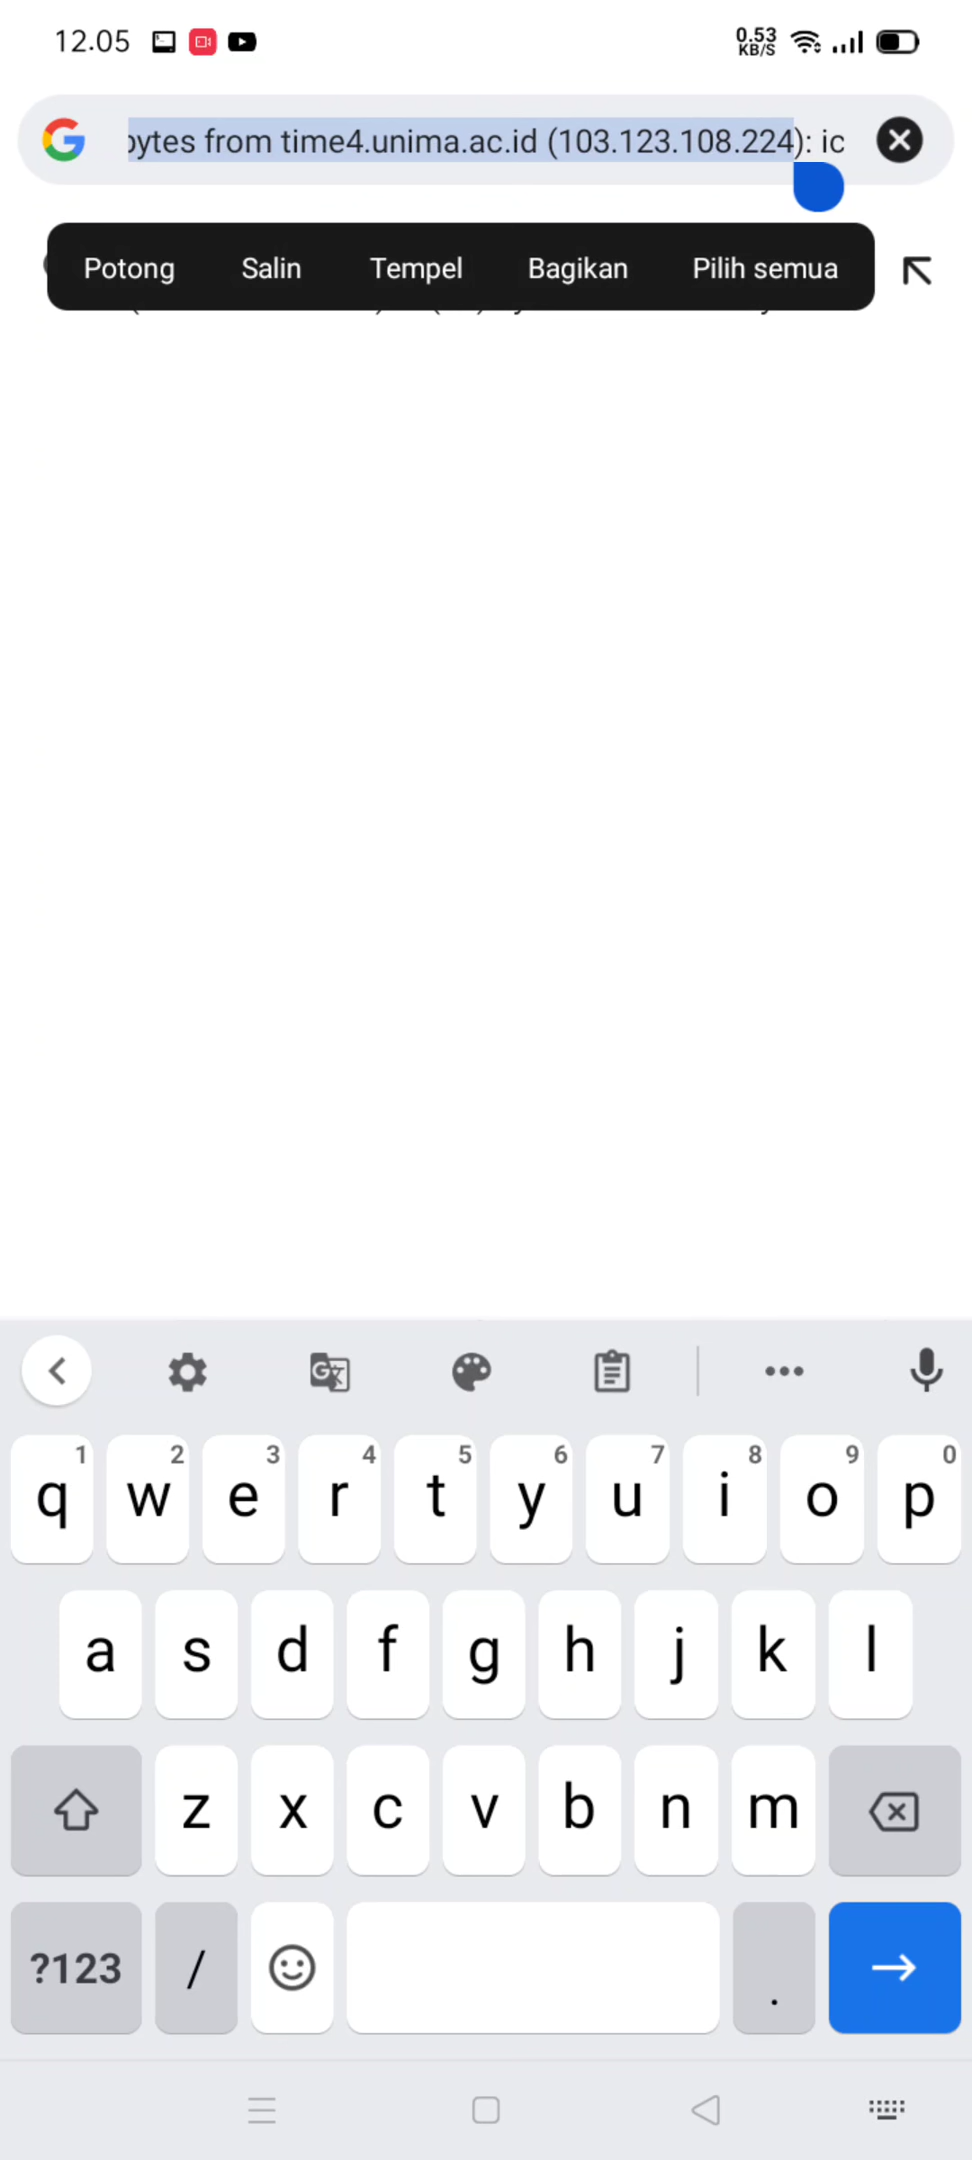 12.05
0.53
KB/S
bytes from time4.unima.ac.id (103.123.108.224): ic
Potong Salin Tempel Bagikan Pilih semua
1 2 3 4 5 6 7 8 9 0
q w e r t y u i o p
a s d f g h j k l
z x c v b n m
?123 / .